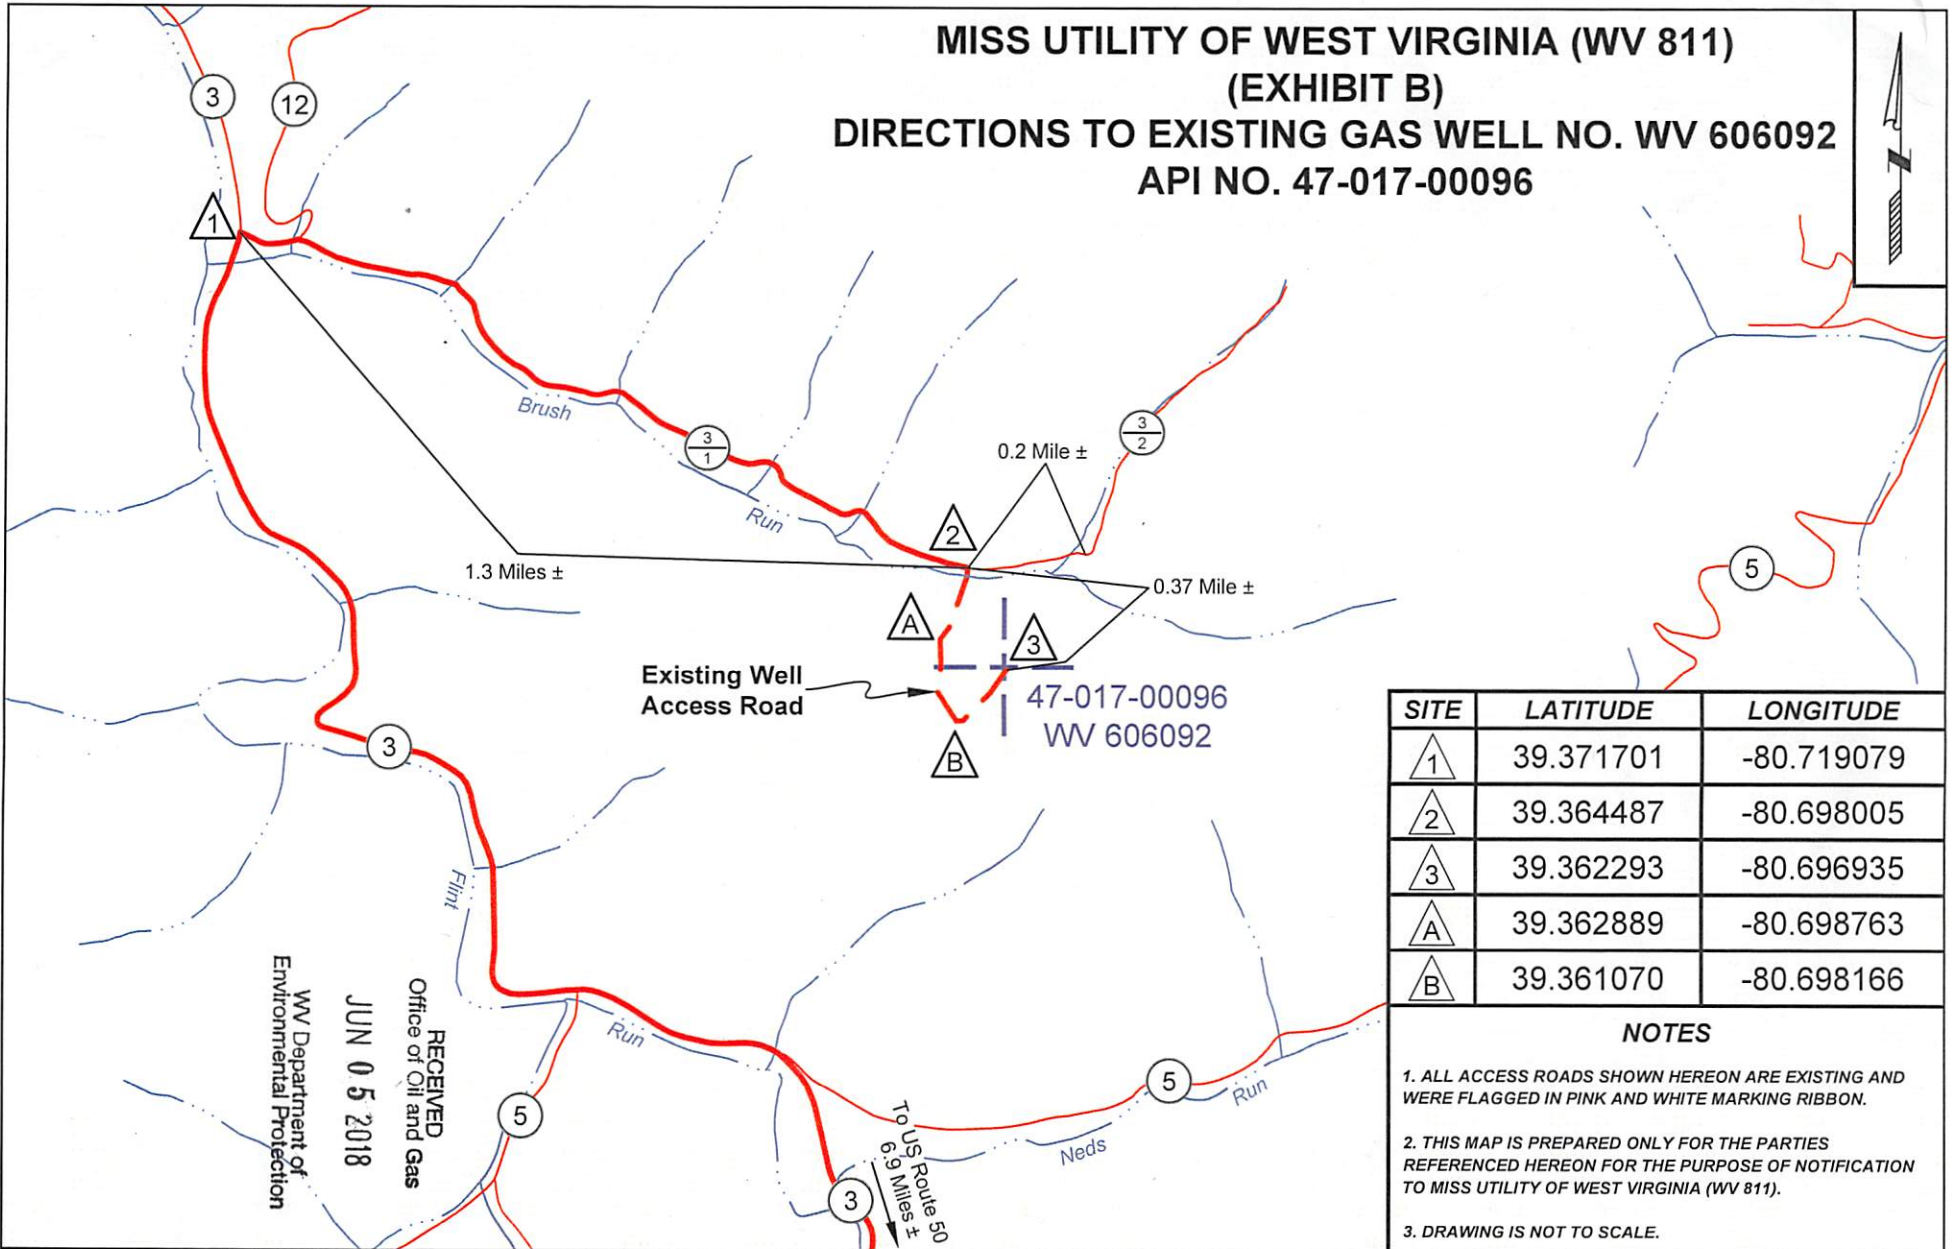 MISS UTILITY OF WEST VIRGINIA (WV 811)
(EXHIBIT B)
DIRECTIONS TO EXISTING GAS WELL NO. WV 606092
API NO. 47-017-00096
N
3
12
1
Brush
3
1
Run
0.2 Mile ±
3
2
2
1.3 Miles ±
0.37 Mile ±
5
A
3
Existing Well
Access Road
47-017-00096
WV 606092
B
3
Flint
Run
5
5
Neds
Run
3
To US Route 50
6.9 Miles ±
RECEIVED
Office of Oil and Gas
JUN 05 2018
WV Department of
Environmental Protection
SITE LATITUDE LONGITUDE
1 39.371701 -80.719079
2 39.364487 -80.698005
3 39.362293 -80.696935
A 39.362889 -80.698763
B 39.361070 -80.698166
NOTES
1. ALL ACCESS ROADS SHOWN HEREON ARE EXISTING AND
WERE FLAGGED IN PINK AND WHITE MARKING RIBBON.
2. THIS MAP IS PREPARED ONLY FOR THE PARTIES
REFERENCED HEREON FOR THE PURPOSE OF NOTIFICATION
TO MISS UTILITY OF WEST VIRGINIA (WV 811).
3. DRAWING IS NOT TO SCALE.